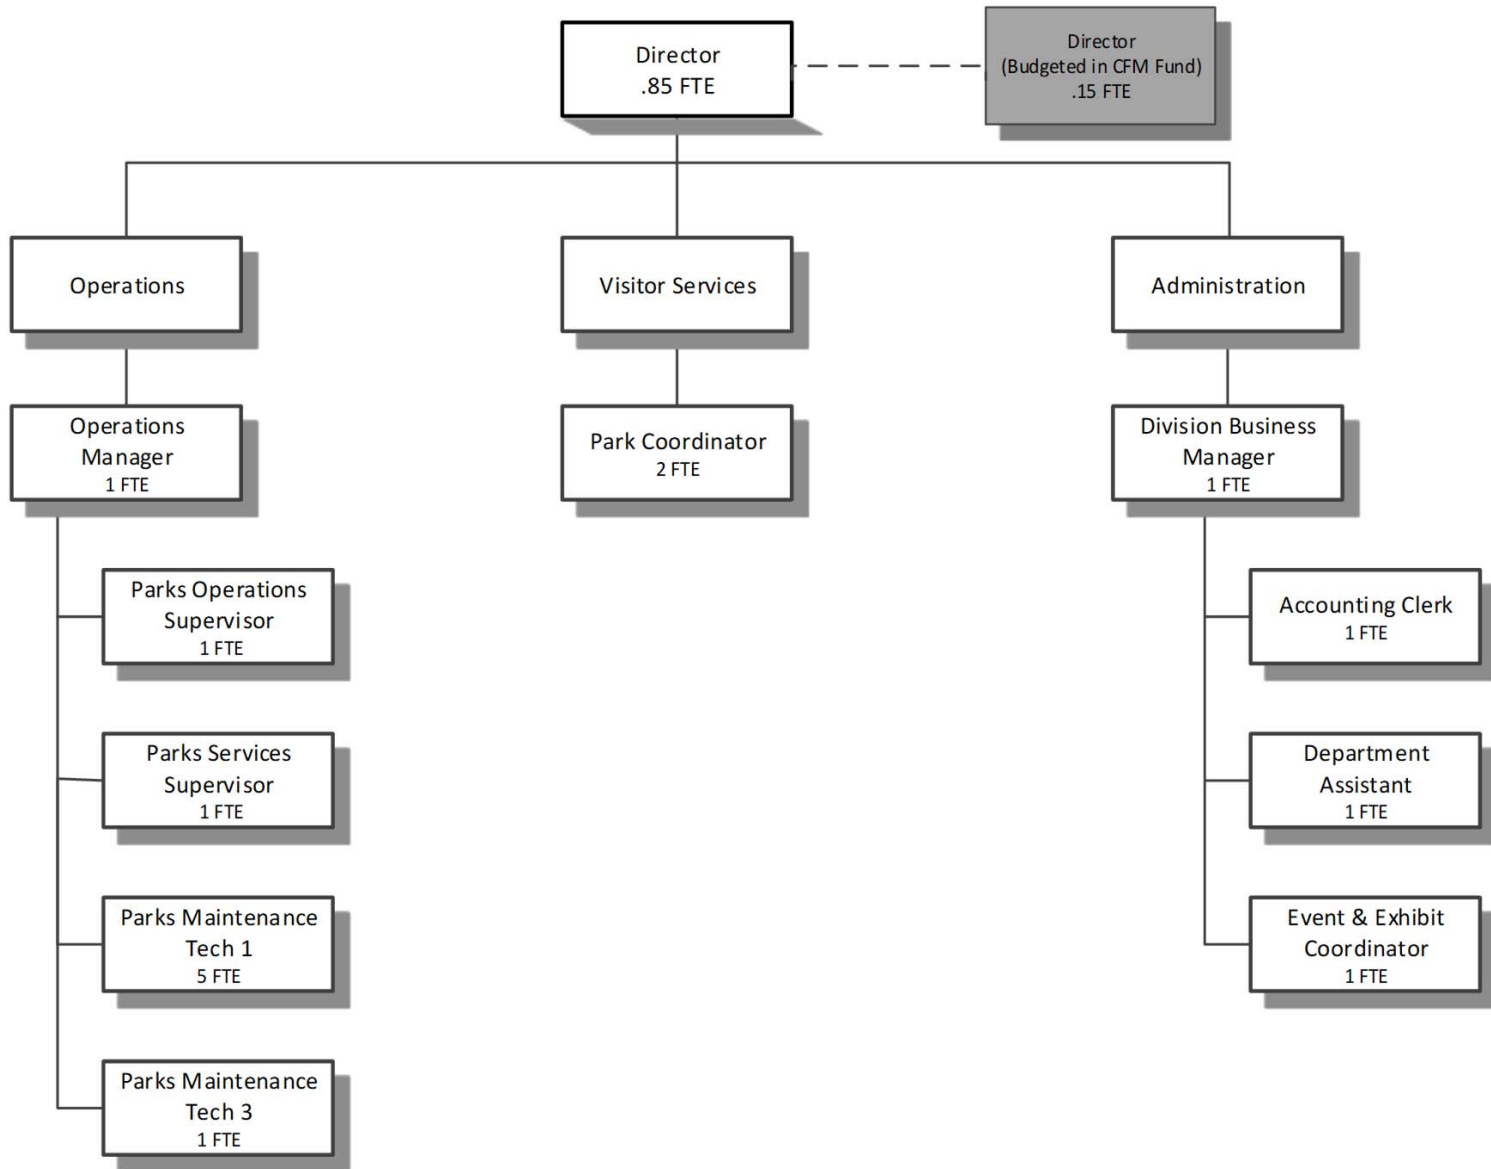 Director
.85 FTE
Director
(Budgeted in CFM Fund)
.15 FTE
Operations
Visitor Services
Administration
Operations
Manager
1 FTE
Park Coordinator
2 FTE
Division Business
Manager
1 FTE
Parks Operations
Supervisor
1 FTE
Accounting Clerk
1 FTE
Parks Services
Supervisor
1 FTE
Department
Assistant
1 FTE
Parks Maintenance
Tech 1
5 FTE
Event & Exhibit
Coordinator
1 FTE
Parks Maintenance
Tech 3
1 FTE